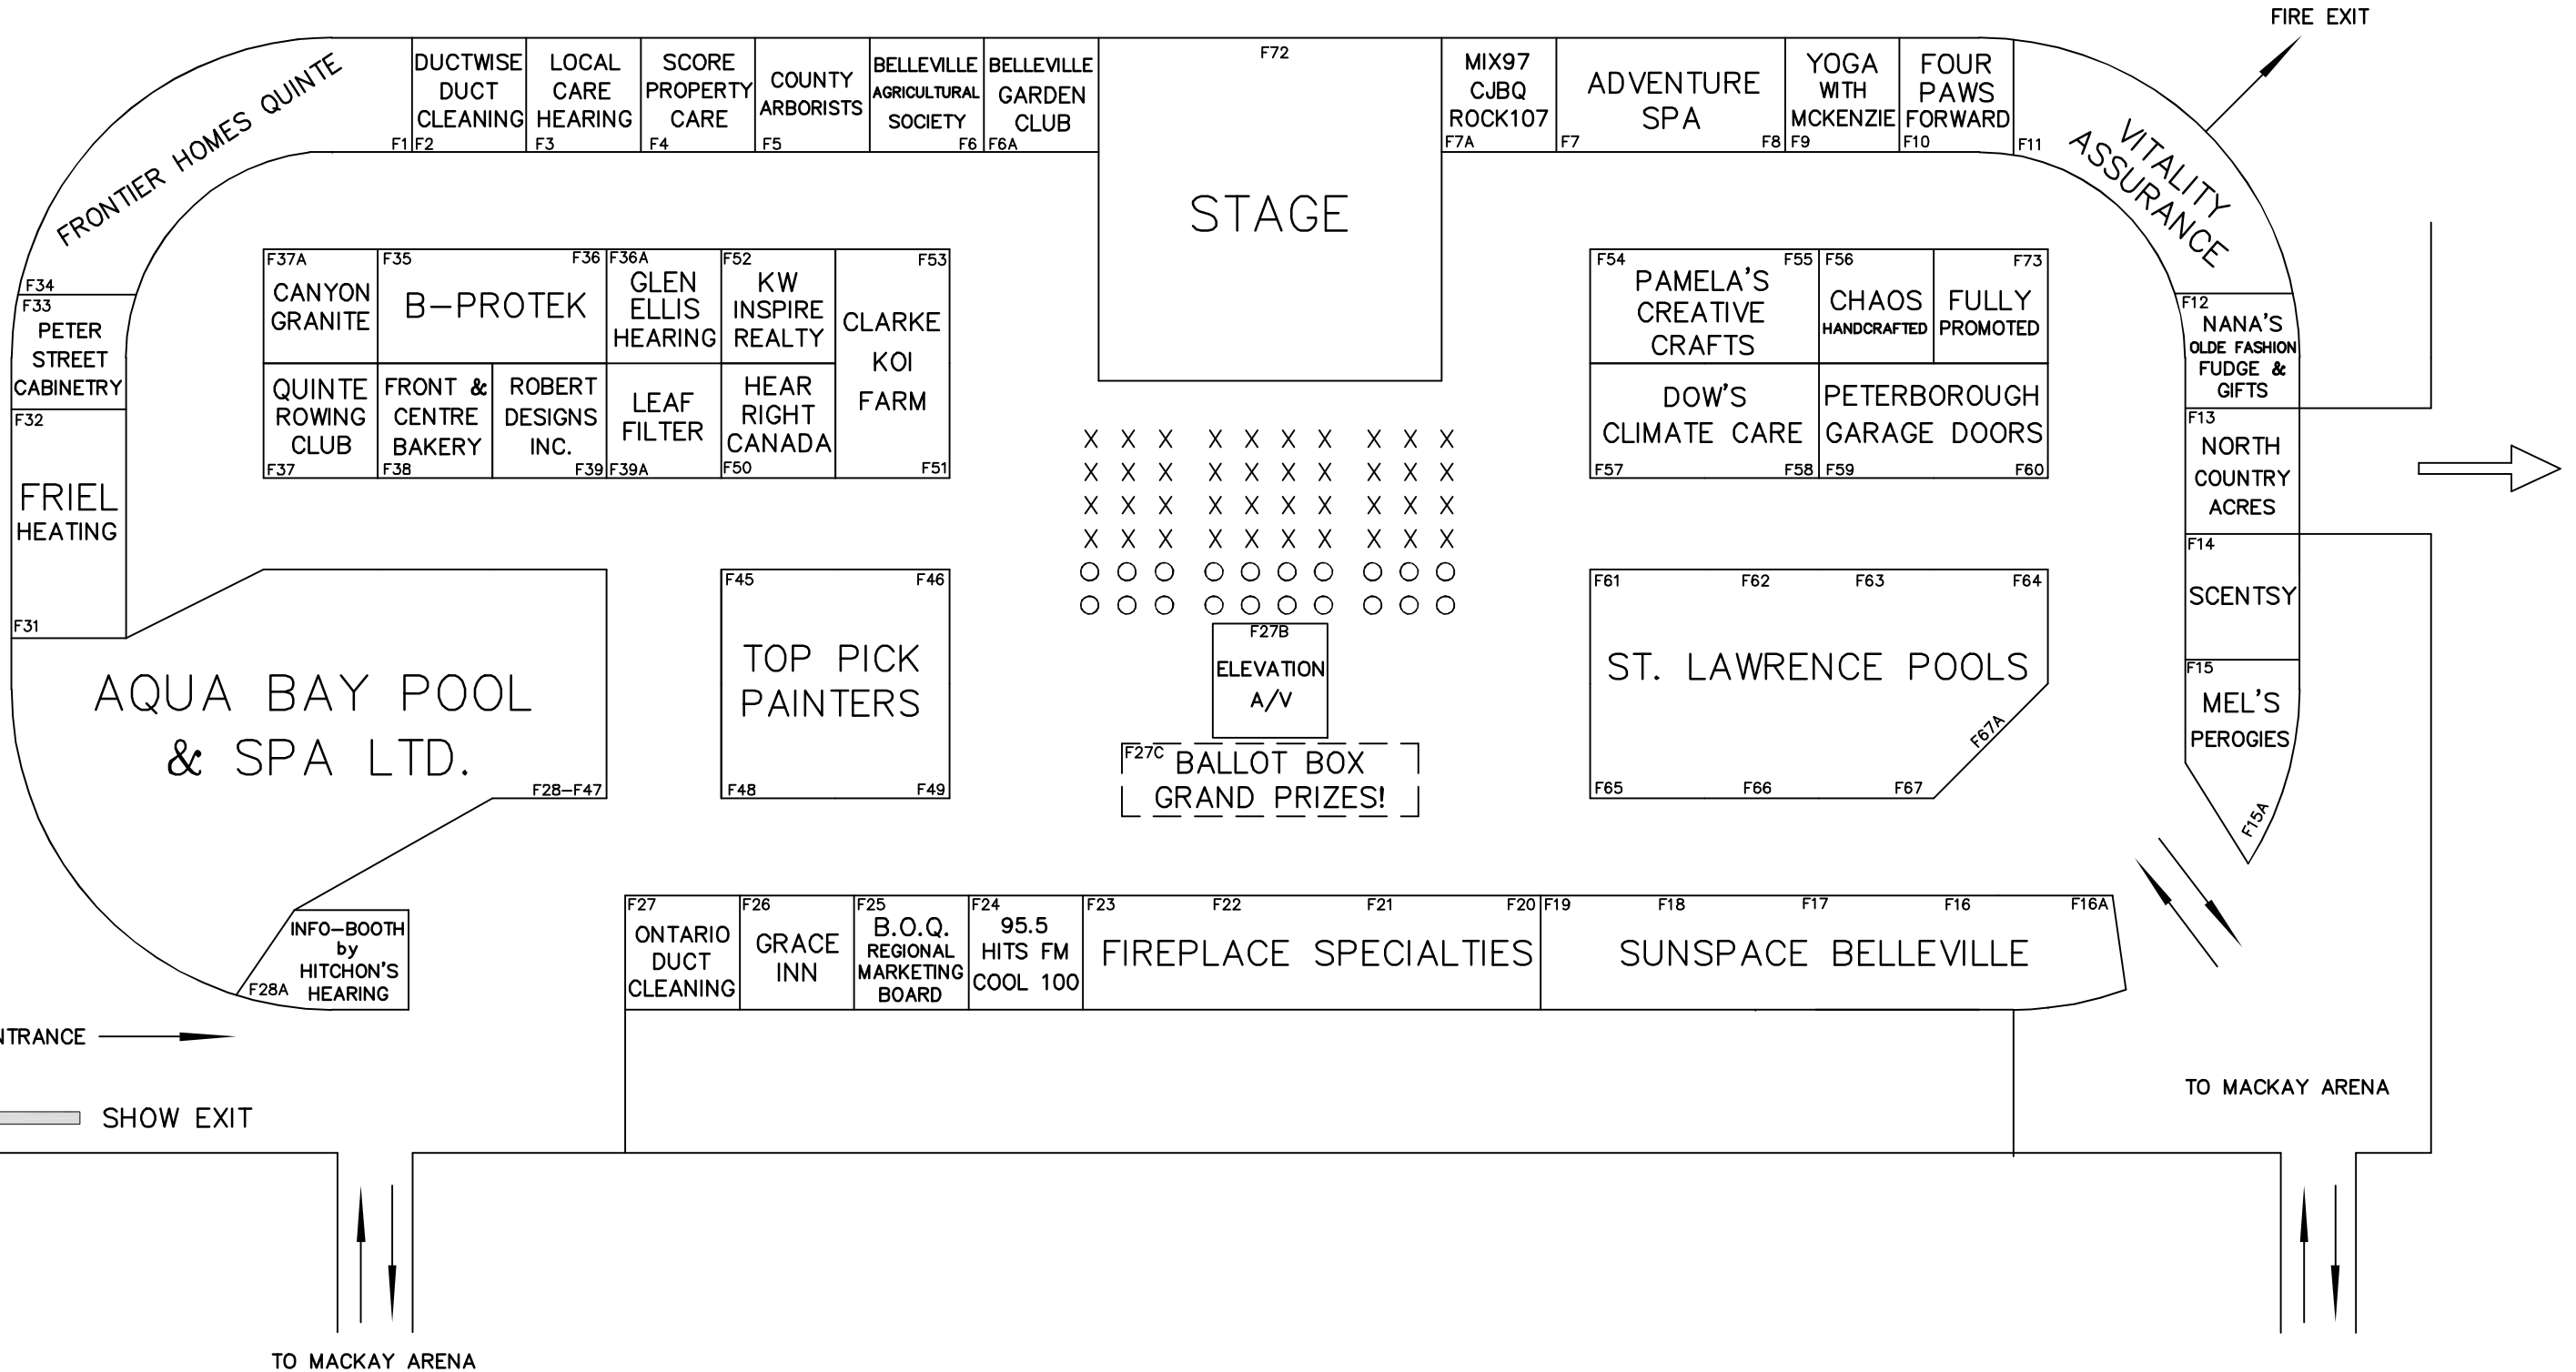 FIRE EXIT
FRONTIER HOMES QUINTE
F34
F1
DUCTWISE
DUCT
CLEANING
F2
LOCAL
CARE
HEARING
F3
SCORE
PROPERTY
CARE
F4
COUNTY
ARBORISTS
F5
BELLEVILLE
AGRICULTURAL
SOCIETY
F6
BELLEVILLE
GARDEN
CLUB
F6A
F72
STAGE
MIX97
CJBQ
ROCK107
F7A
ADVENTURE
SPA
F7
F8
YOGA
WITH
MCKENZIE
F9
FOUR
PAWS
FORWARD
F10
F11
VITALITY
ASSURANCE
F33
PETER
STREET
CABINETRY
F32
FRIEL
HEATING
F31
F37A
CANYON
GRANITE
F35
F36
B-PROTEK
F36A
GLEN
ELLIS
HEARING
F52
KW
INSPIRE
REALTY
F53
CLARKE
KOI
FARM
F51
QUINTE
ROWING
CLUB
F37
FRONT &
CENTRE
BAKERY
F38
ROBERT
DESIGNS
INC.
F39
LEAF
FILTER
F39A
HEAR
RIGHT
CANADA
F50
F54
F55
PAMELA'S
CREATIVE
CRAFTS
F56
CHAOS
HANDCRAFTED
F73
FULLY
PROMOTED
DOW'S
CLIMATE CARE
F57
F58
PETERBOROUGH
GARAGE DOORS
F59
F60
F12
NANA'S
OLDE FASHION
FUDGE &
GIFTS
F13
NORTH
COUNTRY
ACRES
F14
SCENTSY
F15
MEL'S
PEROGIES
F15A
X X X X X X X X X X
X X X X X X X X X X
X X X X X X X X X X
X X X X X X X X X X
O O O O O O O O O O
O O O O O O O O O O
AQUA BAY POOL
& SPA LTD.
F28-F47
F45
F46
TOP PICK
PAINTERS
F48
F49
F27B
ELEVATION
A/V
F27C
BALLOT BOX
GRAND PRIZES!
F61
F62
F63
F64
ST. LAWRENCE POOLS
F67A
F65
F66
F67
INFO-BOOTH
by
HITCHON'S
HEARING
F28A
F27
ONTARIO
DUCT
CLEANING
F26
GRACE
INN
F25
B.O.Q.
REGIONAL
MARKETING
BOARD
F24
95.5
HITS FM
COOL 100
F23
F22
F21
F20
FIREPLACE SPECIALTIES
F19
F18
F17
F16
F16A
SUNSPACE BELLEVILLE
NTRANCE
SHOW EXIT
TO MACKAY ARENA
TO MACKAY ARENA